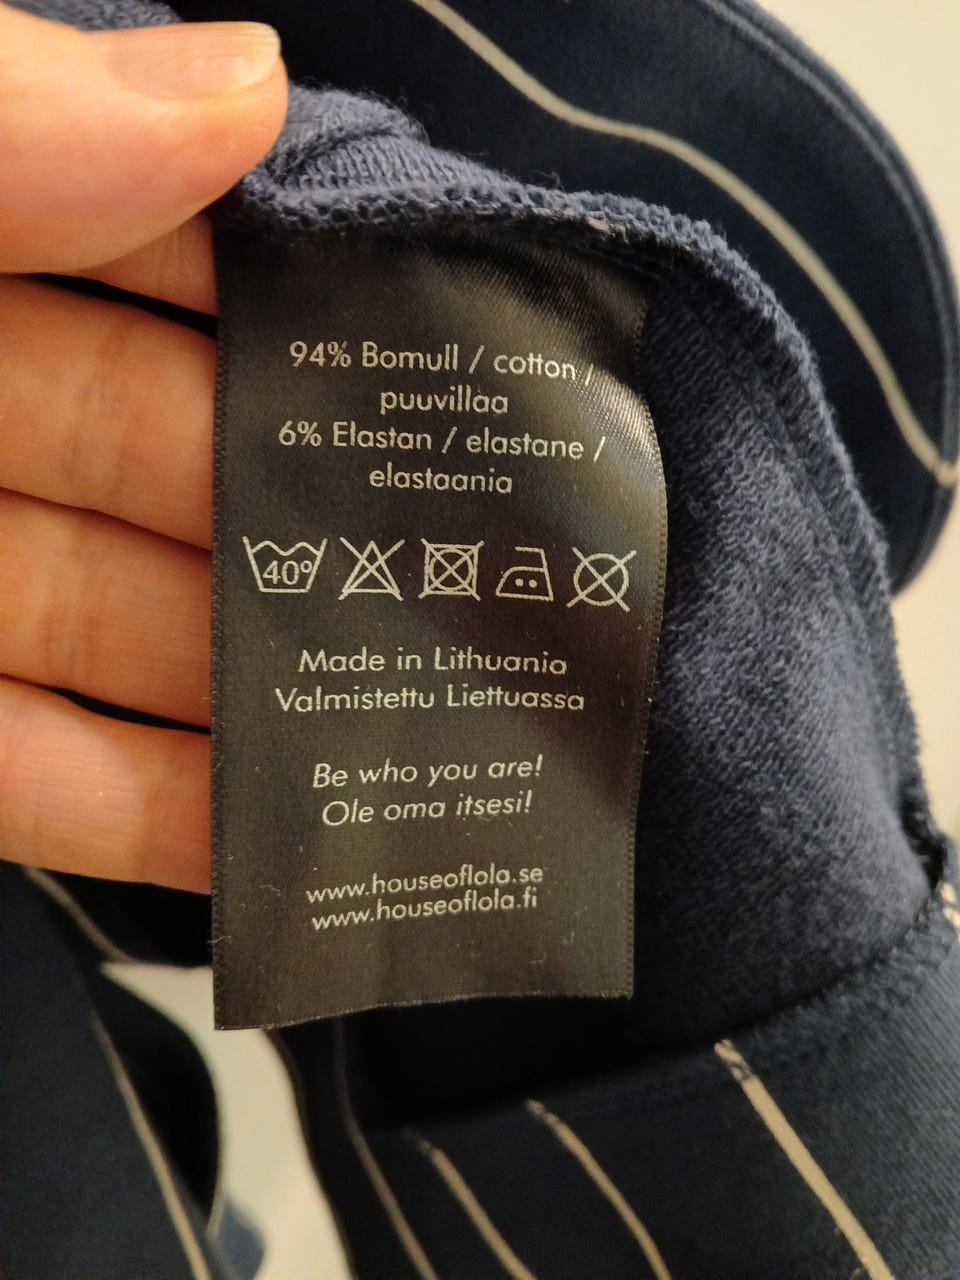 94% Bomull / cotton /
puuvillaa
6% Elastan / elastane /
elastaania
40°
Made in Lithuania
Valmistettu Liettuassa
Be who you are!
Ole oma itsesi!
www.houseoflola.se
www.houseoflola.fi